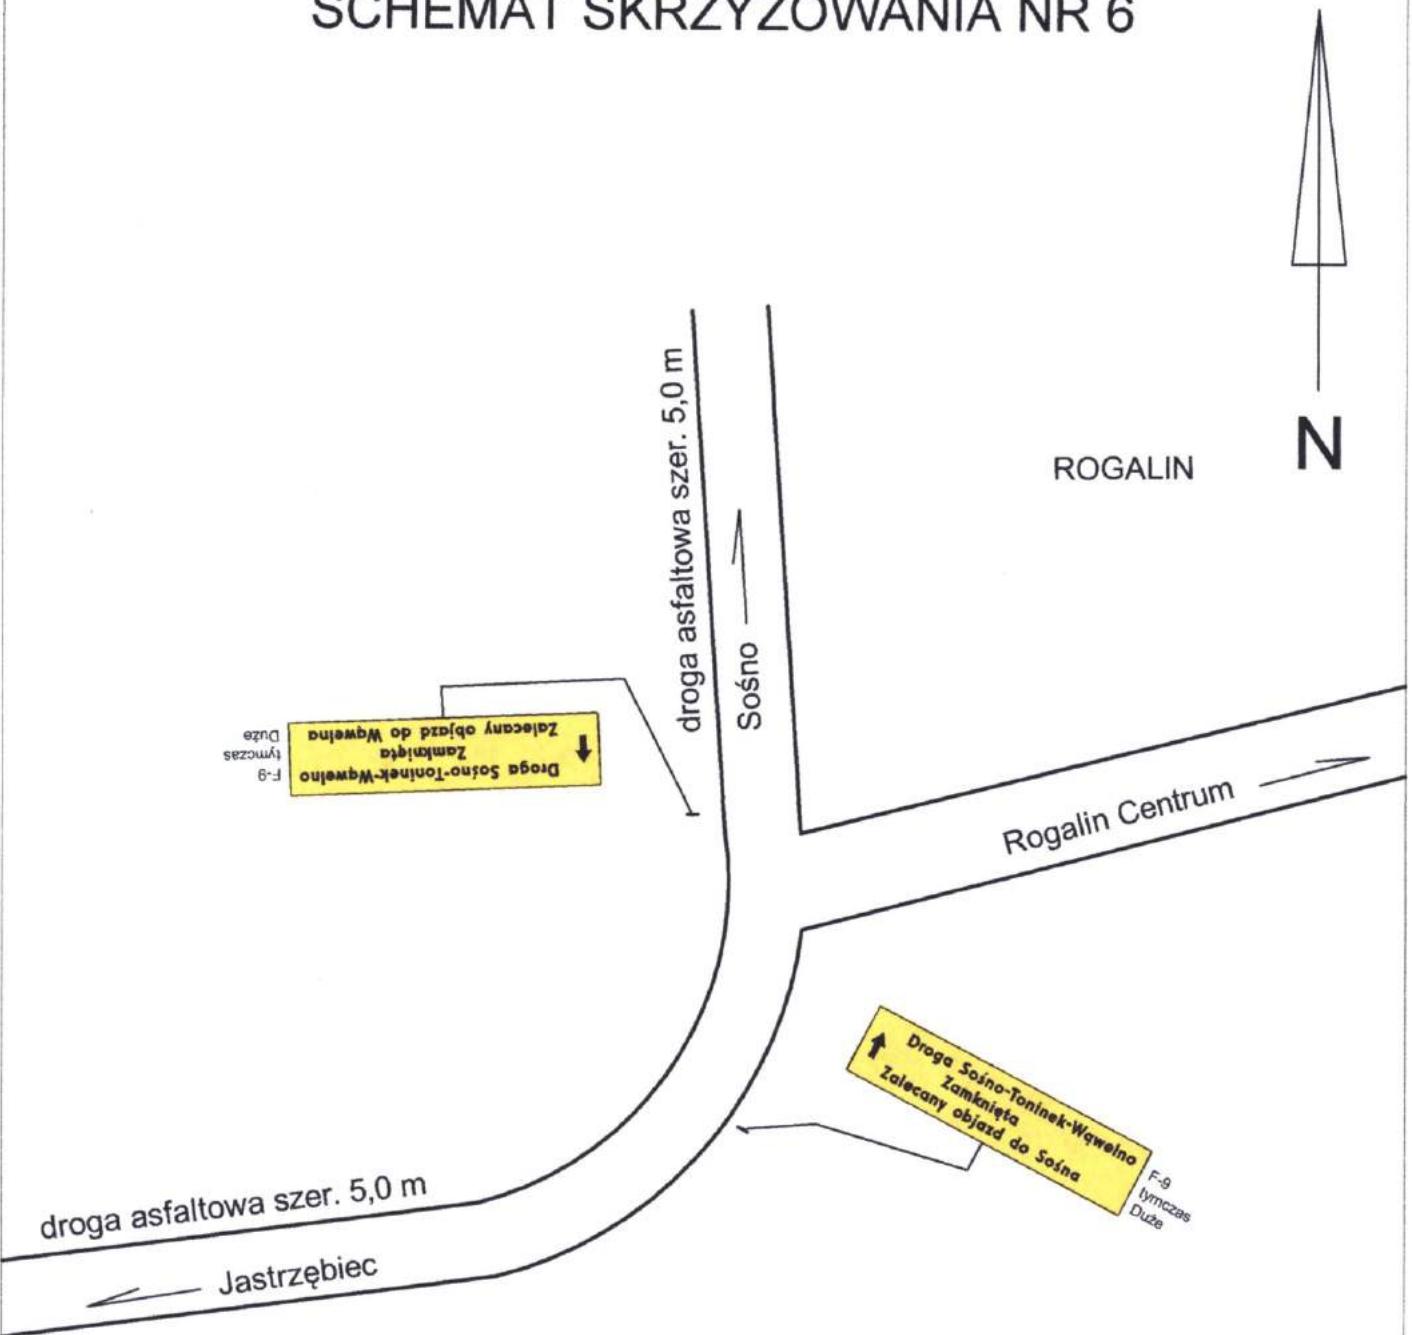 SCHEMAT SKRZYŻOWANIA NR 6
N
ROGALIN
droga asfaltowa szer. 5,0 m
Sośno
Droga Sośno-Toninek-Wąwelno
Zamknięta
Zalecany objazd do Wąwelna
F-9
tymczas
Duże
Rogalin Centrum
Droga Sośno-Toninek-Wąwelno
Zamknięta
Zalecany objazd do Sośna
F-9
tymczas
Duże
droga asfaltowa szer. 5,0 m
Jastrzębiec